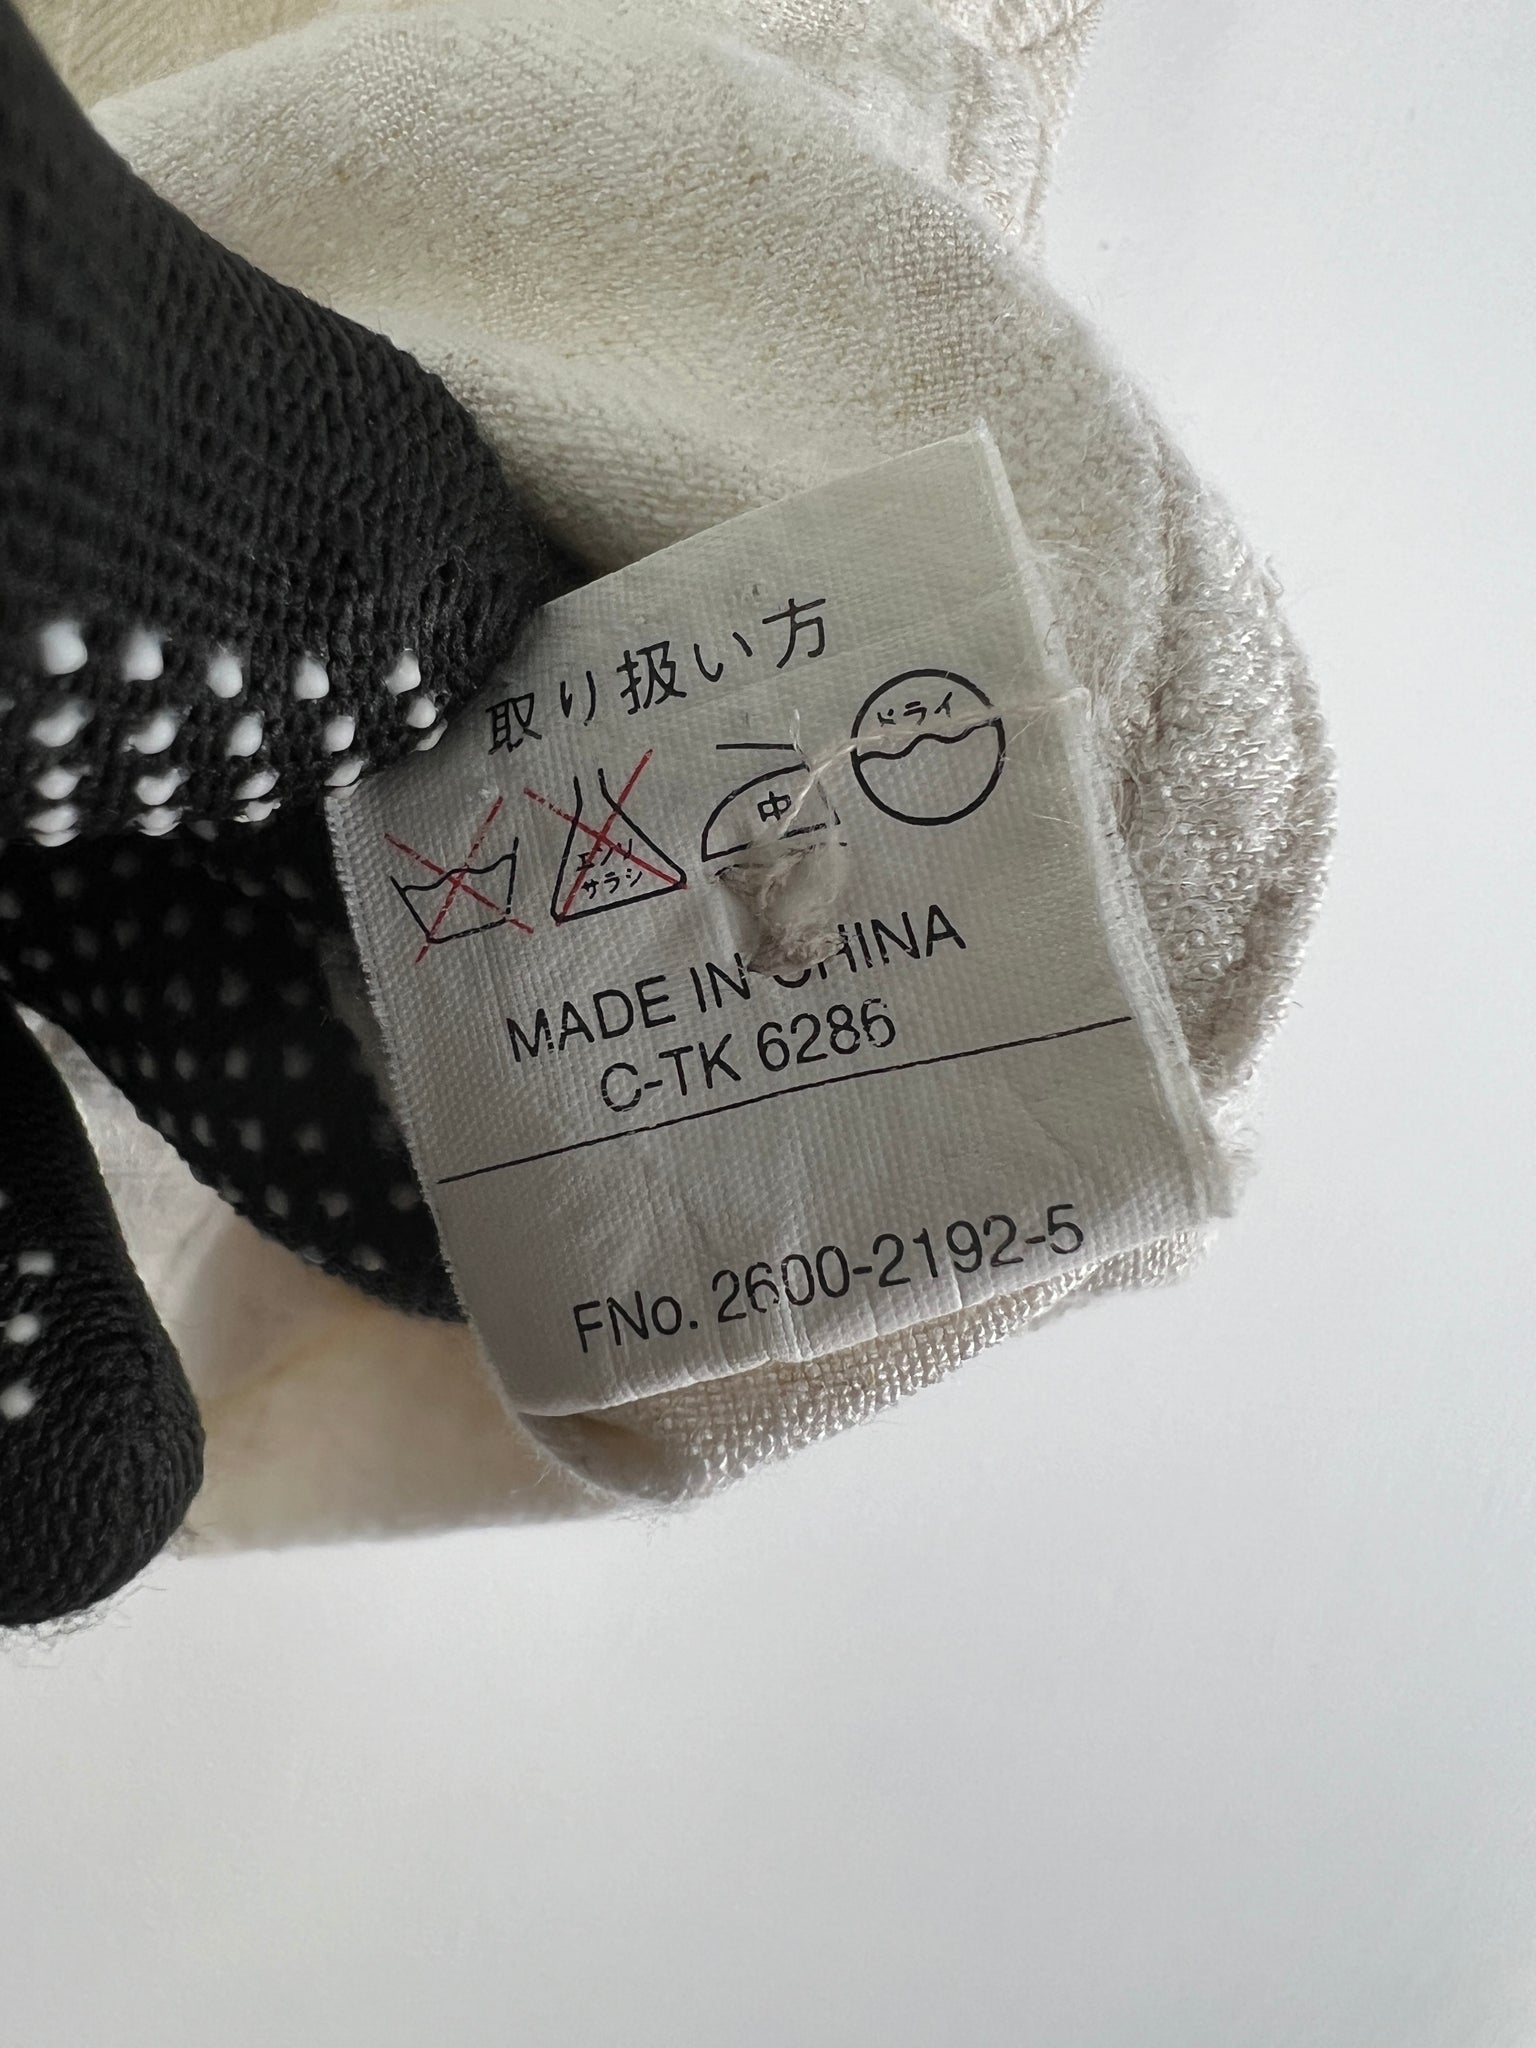 取り扱い方
エンソ
サラシ
中
ドライ
MADE IN CHINA
C-TK 6286
FNo. 2600-2192-5